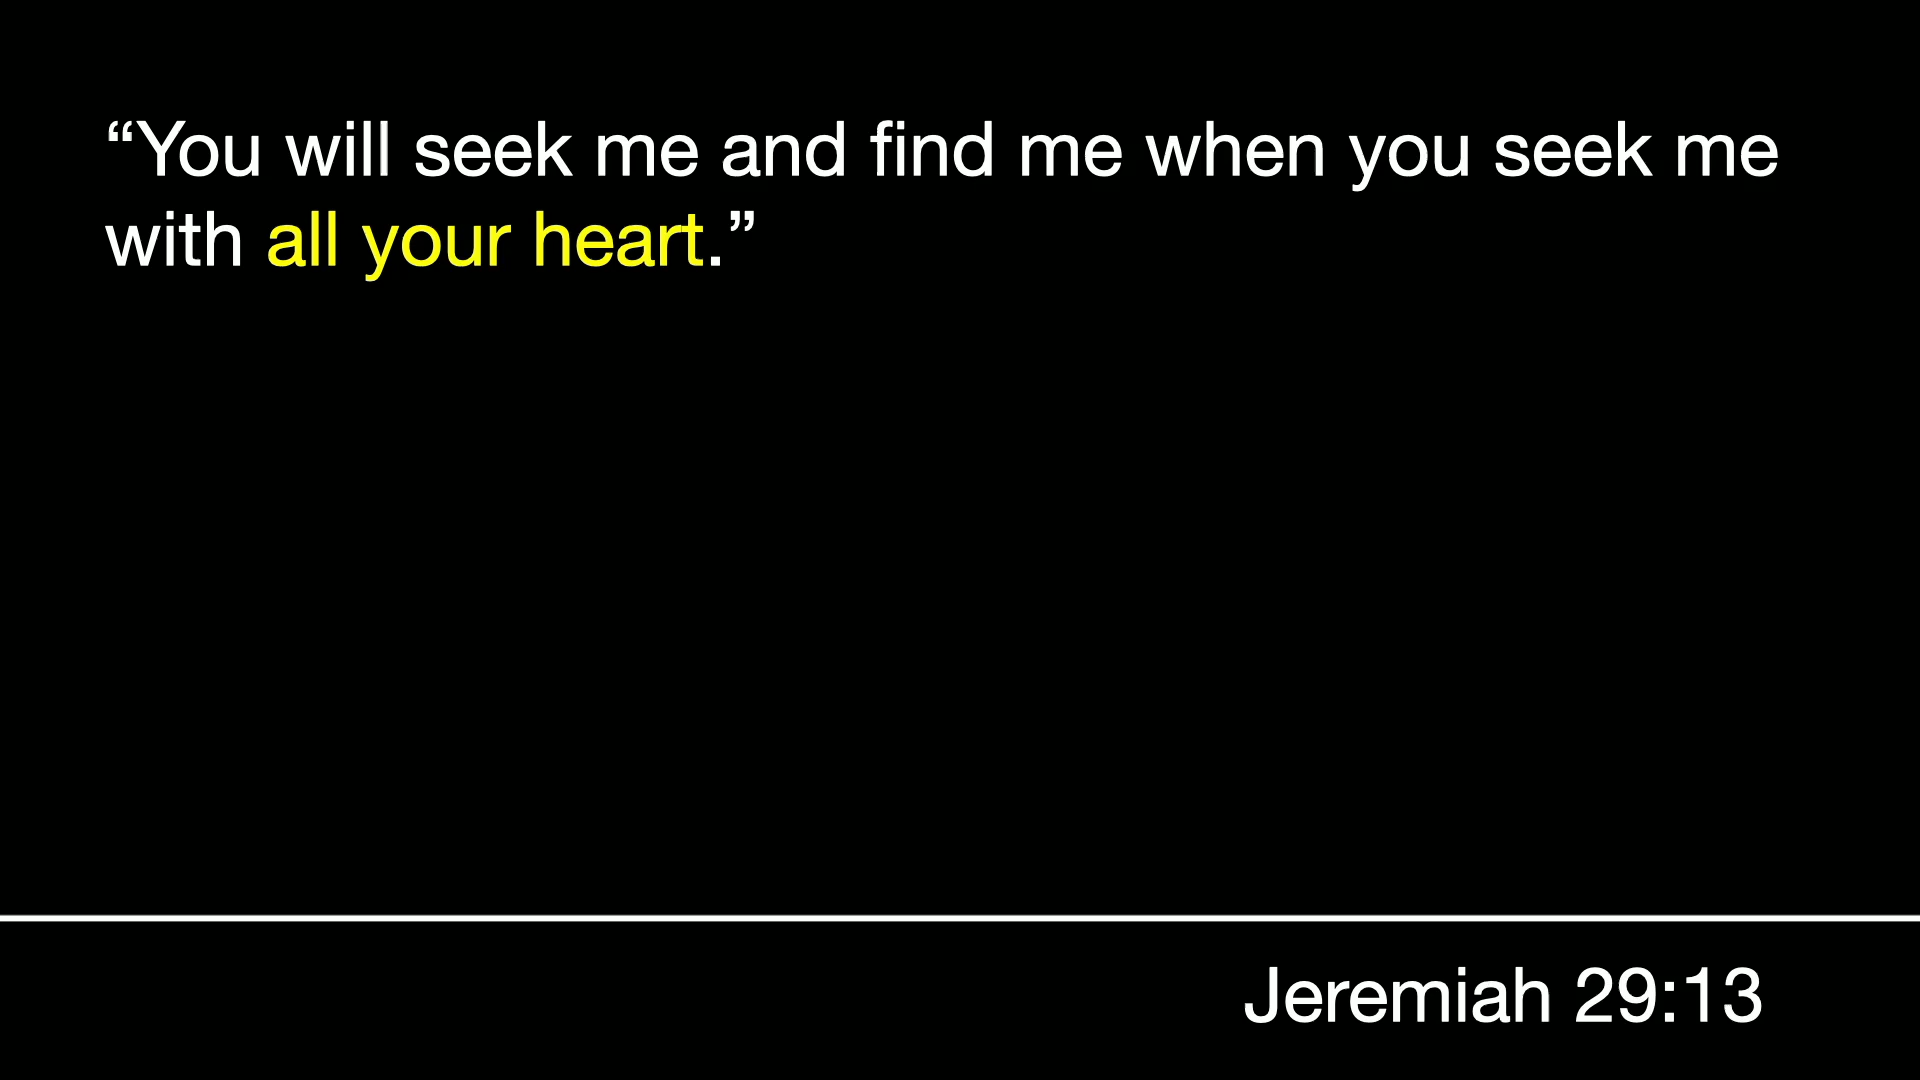 “You will seek me and find me when you seek me
with all your heart.”
Jeremiah 29:13